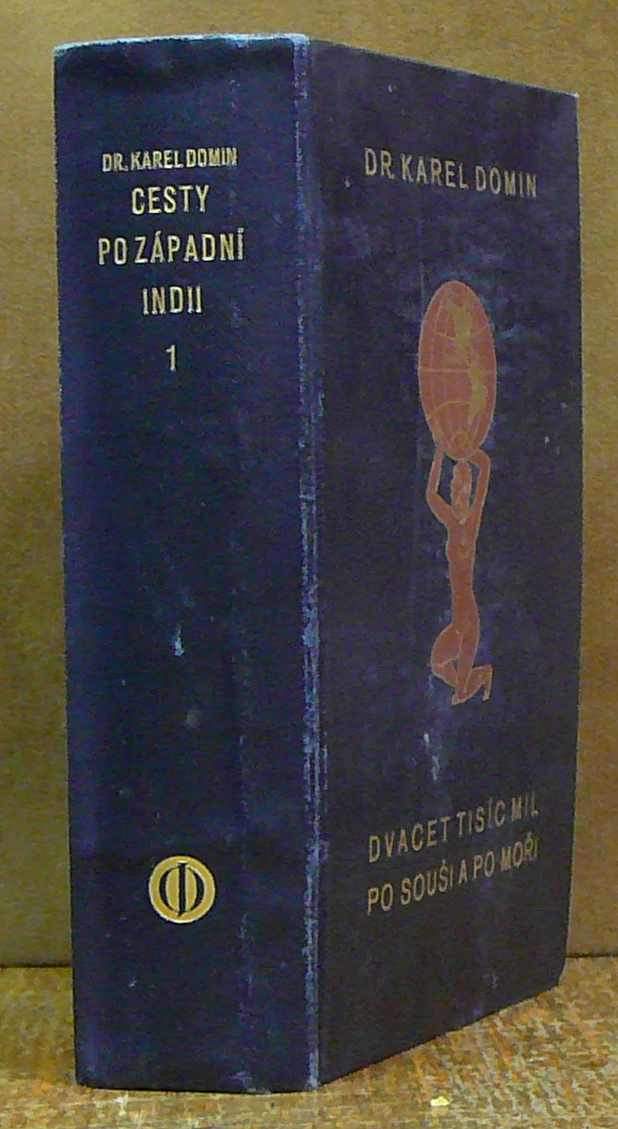 DR. KAREL DOMIN
CESTY
PO ZÁPADNÍ
INDII
1
DR. KAREL DOMIN
DVACET TISÍC MIL
PO SOUŠI A PO MOŘI